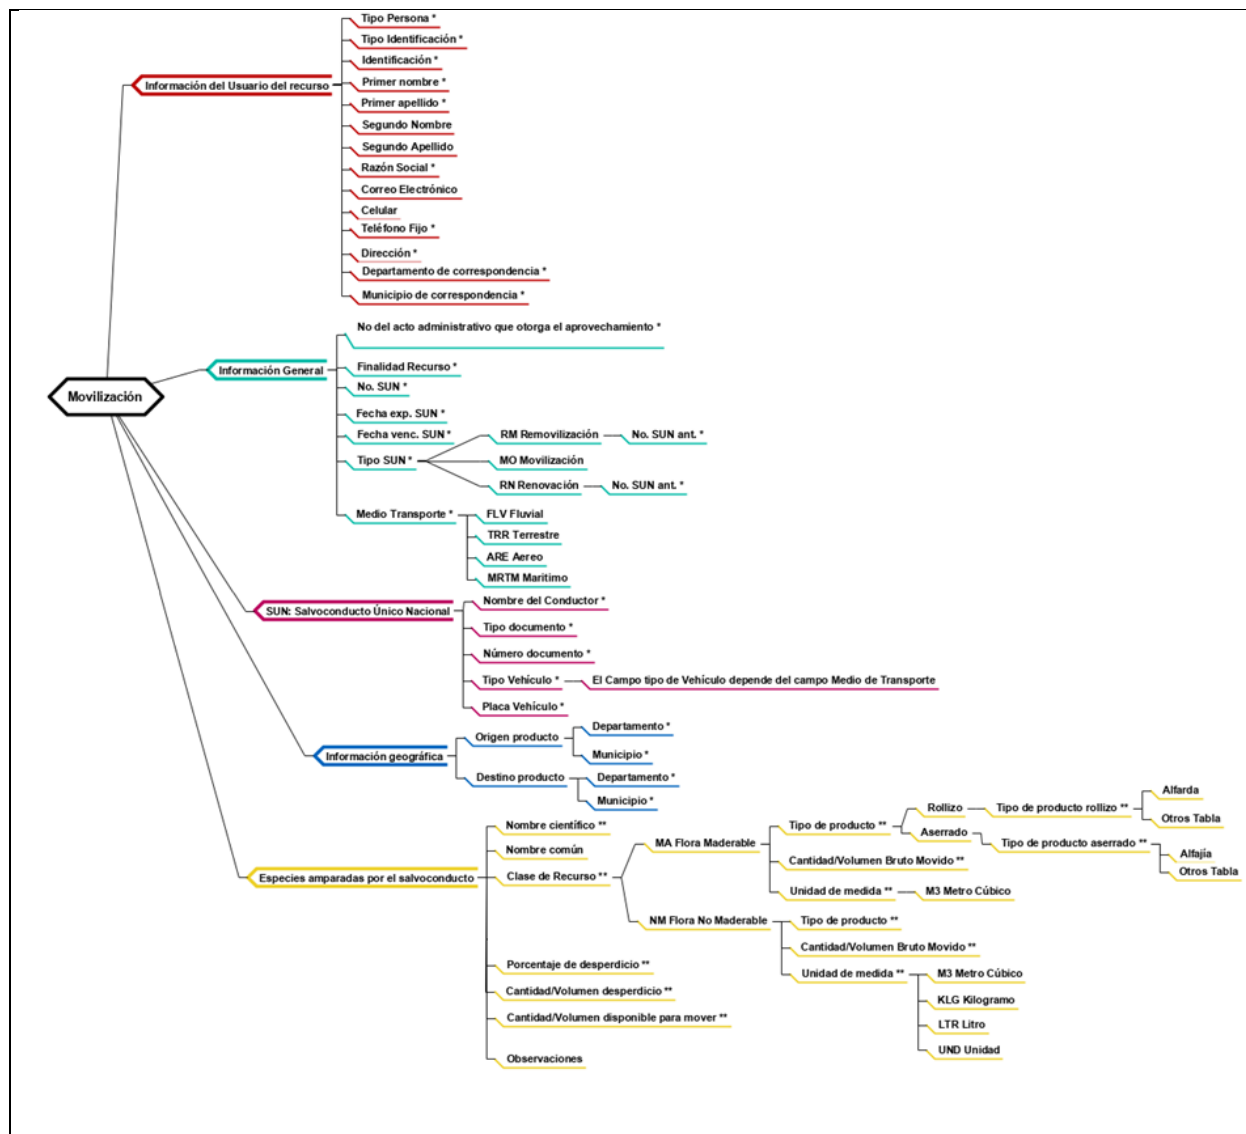 Movilización
Información del Usuario del recurso
Tipo Persona *
Tipo Identificación *
Identificación *
Primer nombre *
Primer apellido *
Segundo Nombre
Segundo Apellido
Razón Social *
Correo Electrónico
Celular
Teléfono Fijo *
Dirección *
Departamento de correspondencia *
Municipio de correspondencia *
Información General
No del acto administrativo que otorga el aprovechamiento *
Finalidad Recurso *
No. SUN *
Fecha exp. SUN *
Fecha venc. SUN *
Tipo SUN *
RM Removilización
No. SUN ant. *
MO Movilización
RN Renovación
No. SUN ant. *
Medio Transporte *
FLV Fluvial
TRR Terrestre
ARE Aereo
MRTM Maritimo
SUN: Salvoconducto Único Nacional
Nombre del Conductor *
Tipo documento *
Número documento *
Tipo Vehículo *
El Campo tipo de Vehículo depende del campo Medio de Transporte
Placa Vehículo *
Información geográfica
Origen producto
Departamento *
Municipio *
Destino producto
Departamento *
Municipio *
Especies amparadas por el salvoconducto
Nombre científico **
Nombre común
Clase de Recurso **
MA Flora Maderable
Tipo de producto **
Rollizo
Tipo de producto rollizo **
Alfarda
Otros Tabla
Aserrado
Tipo de producto aserrado **
Alfajía
Otros Tabla
Cantidad/Volumen Bruto Movido **
Unidad de medida **
M3 Metro Cúbico
NM Flora No Maderable
Tipo de producto **
Cantidad/Volumen Bruto Movido **
Unidad de medida **
M3 Metro Cúbico
KLG Kilogramo
LTR Litro
UND Unidad
Porcentaje de desperdicio **
Cantidad/Volumen desperdicio **
Cantidad/Volumen disponible para mover **
Observaciones